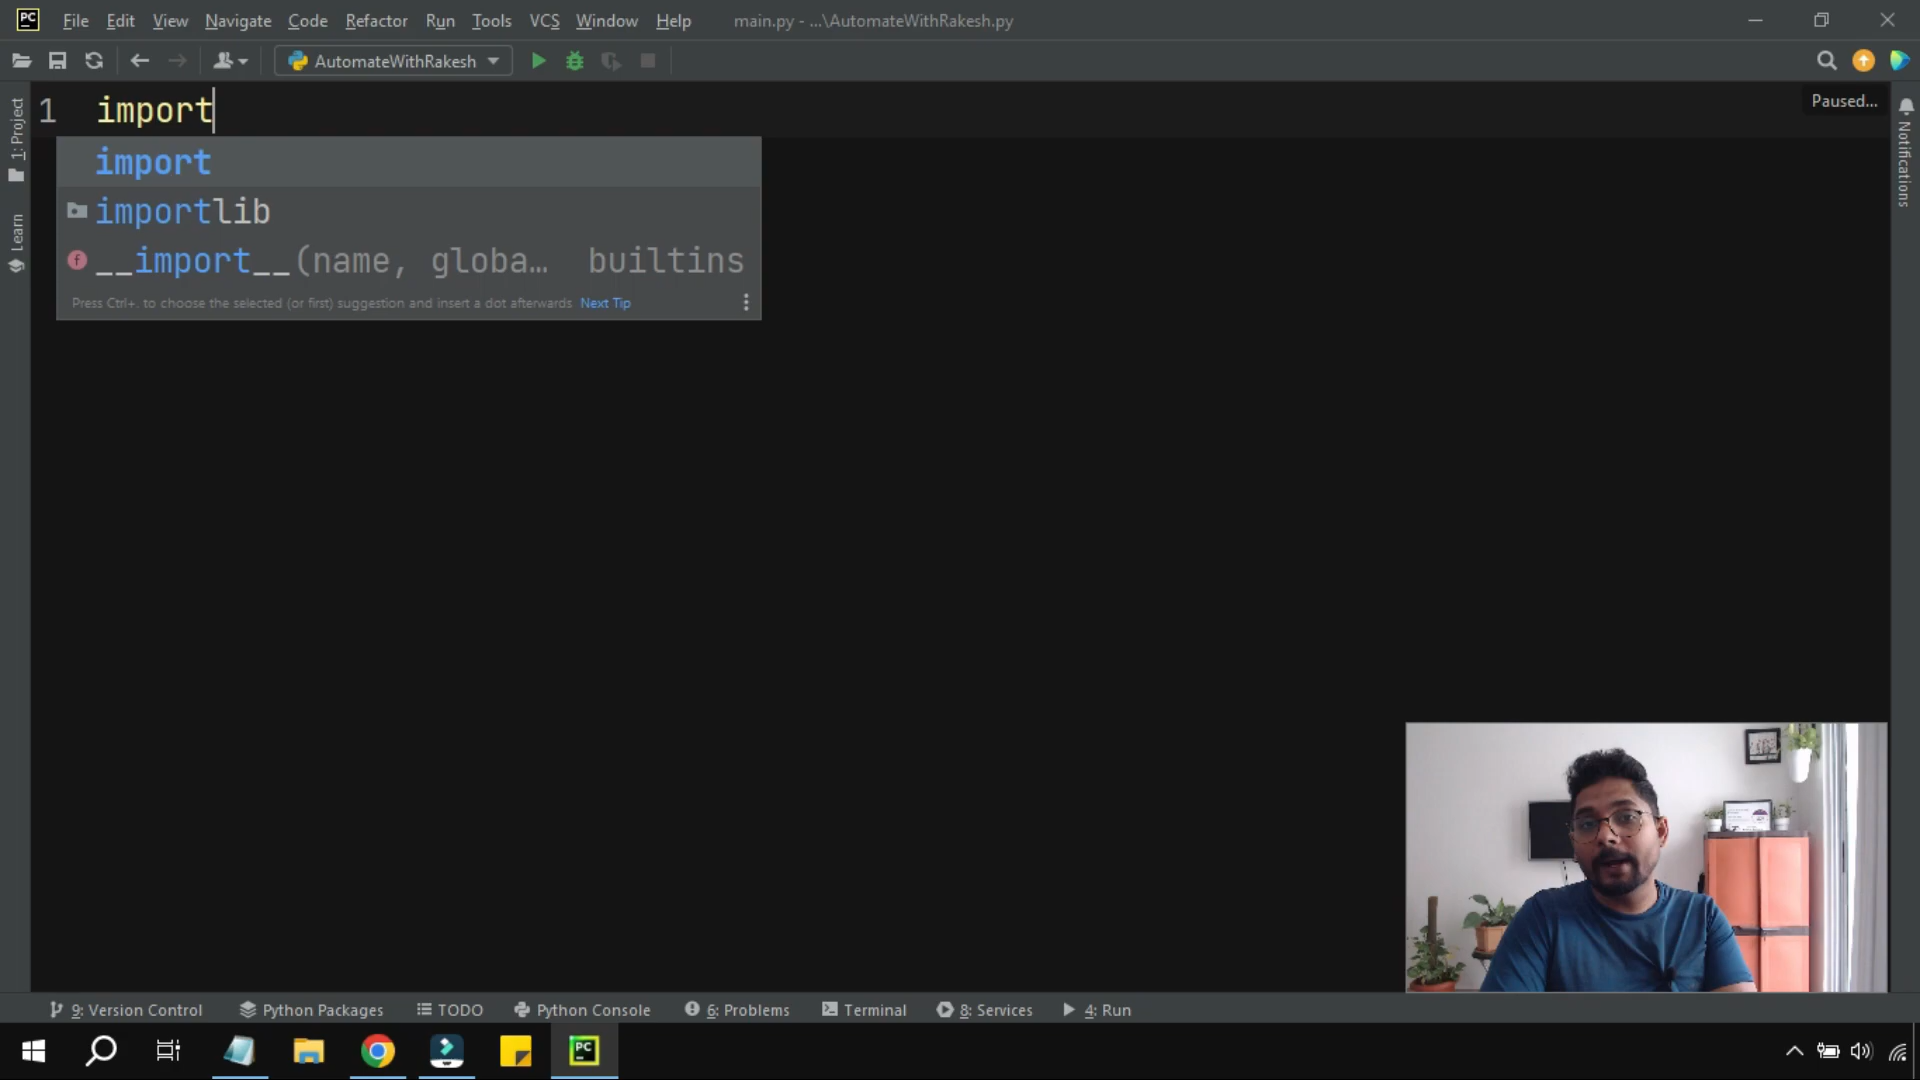 PC File Edit View Navigate Code Refactor Run Tools VCS Window Help main.py - ...\AutomateWithRakesh.py
AutomateWithRakesh
1: Project
Learn
1 import
Paused...
Notifications
import
importlib
f __import__(name, globa… builtins
Press Ctrl+. to choose the selected (or first) suggestion and insert a dot afterwards Next Tip
9: Version Control Python Packages TODO Python Console 6: Problems Terminal 8: Services 4: Run
PC